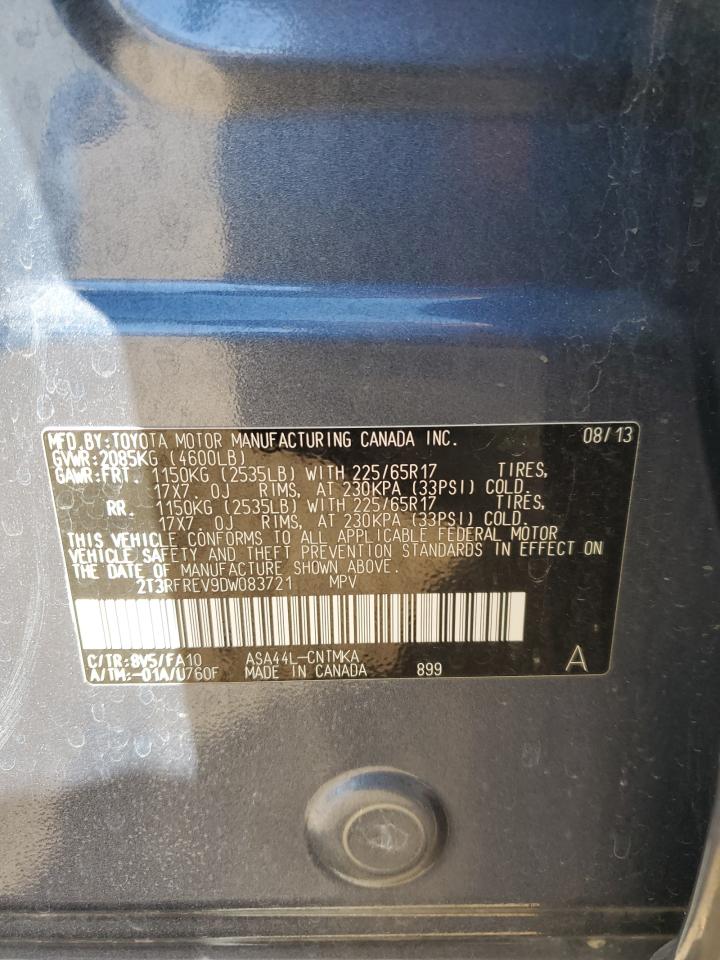 MFD.BY:TOYOTA MOTOR MANUFACTURING CANADA INC. 08/13
GVWR:2085KG (4600LB)
GAWR:FRT. 1150KG (2535LB) WITH 225/65R17 TIRES,
17X7. 0J RIMS, AT 230KPA (33PSI) COLD.
RR. 1150KG (2535LB) WITH 225/65R17 TIRES,
17X7. 0J RIMS, AT 230KPA (33PSI) COLD.
THIS VEHICLE CONFORMS TO ALL APPLICABLE FEDERAL MOTOR
VEHICLE SAFETY AND THEFT PREVENTION STANDARDS IN EFFECT ON
THE DATE OF MANUFACTURE SHOWN ABOVE.
2T3RFREV9DW083721 MPV
C/TR:8V5/FA10 ASA44L-CNTMKA
A/TM:-01A/U760F MADE IN CANADA 899 A